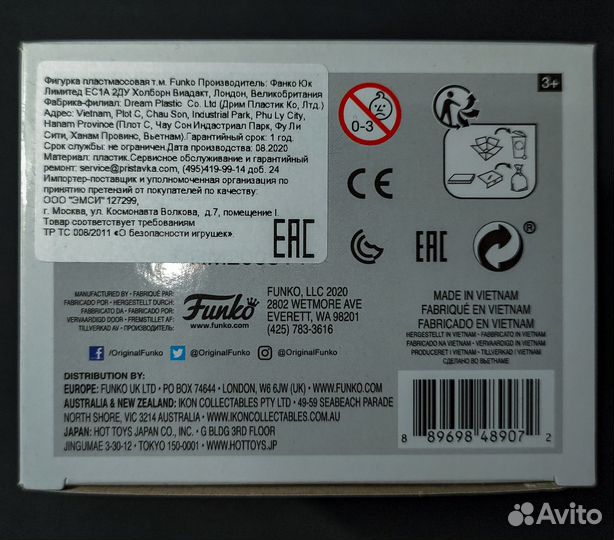 Фигурка пластмассовая т.м. Funko Производитель: Фанко Юк
Лимитед ЕС1А 2ДУ Холборн Виадакт, Лондон, Великобритания
Фабрика-филиал: Dream Plastic Co. Ltd (Дрим Пластик Ко, Лтд.)
Адрес: Vietnam, Plot C, Chau Son, Industrial Park, Phu Ly City,
Hanam Province (Плот С, Чау Сон Индастриал Парк, Фу Ли
Сити, Ханам Провинс, Вьетнам).Гарантийный срок: 1 год.
Срок службы: не ограничен.Дата производства: 08.2020
Материал: пластик.Сервисное обслуживание и гарантийный
ремонт: service@pristavka.com, (495)419-99-14 доб. 24
Импортер-поставщик и уполномоченная организация по
принятию претензий от покупателей по качеству:
ООО "ЭМСИ" 127299,
г. Москва, ул. Космонавта Волкова, д.7, помещение I.
Товар соответствует требованиям
ТР ТС 008/2011 «О безопасности игрушек».
EAC
0-3
3+
CE
EAC
®
MANUFACTURED BY • FABRIQUÉ PAR:
FABRICADO POR • HERGESTELLT DURCH:
FABBRICATO DA • FABRICADO POR:
VERVAARDIGD DOOR • FREMSTILLET AF:
TILLVERKAD AV • ПРОИЗВОДИТЕЛЬ:
Funko
www.funko.com
FUNKO, LLC 2020
2802 WETMORE AVE
EVERETT, WA 98201
(425) 783-3616
MADE IN VIETNAM
FABRIQUÉ EN VIETNAM
FABRICADO EN VIETNAM
HERGESTELLT IN VIETNAM • FABBRICATO IN VIETNAM
FABRICADO NA VIETNAM • VERVAARDIGD IN VIETNAM
PRODUCERET I VIETNAM • TILLVERKAD I VIETNAM
СДЕЛАНО ВО ВЬЕТНАМЕ
/OriginalFunko
@OriginalFunko
@OriginalFunko
DISTRIBUTION BY:
EUROPE: FUNKO UK LTD • PO BOX 74644 • LONDON, W6 6JW (UK) • WWW.FUNKO.COM
AUSTRALIA & NEW ZEALAND: IKON COLLECTABLES PTY LTD • 49-59 SEABEACH PARADE
NORTH SHORE, VIC 3214 AUSTRALIA • WWW.IKONCOLLECTABLES.COM.AU
JAPAN: HOT TOYS JAPAN CO., INC. • G BLDG 3RD FLOOR
JINGUMAE 3-30-12 • TOKYO 150-0001 • WWW.HOTTOYS.JP
8 89698 48907 2
Avito